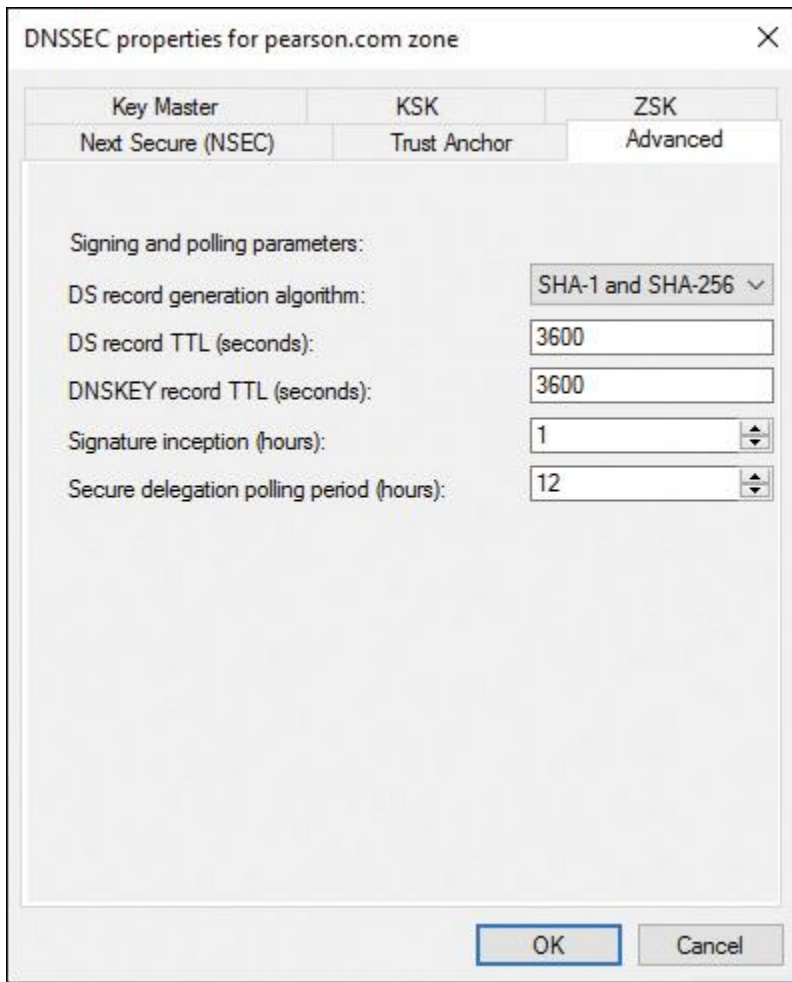 DNSSEC properties for pearson.com zone
Key Master KSK ZSK
Next Secure (NSEC) Trust Anchor Advanced
Signing and polling parameters:
DS record generation algorithm: SHA-1 and SHA-256
DS record TTL (seconds): 3600
DNSKEY record TTL (seconds): 3600
Signature inception (hours): 1
Secure delegation polling period (hours): 12
OK Cancel